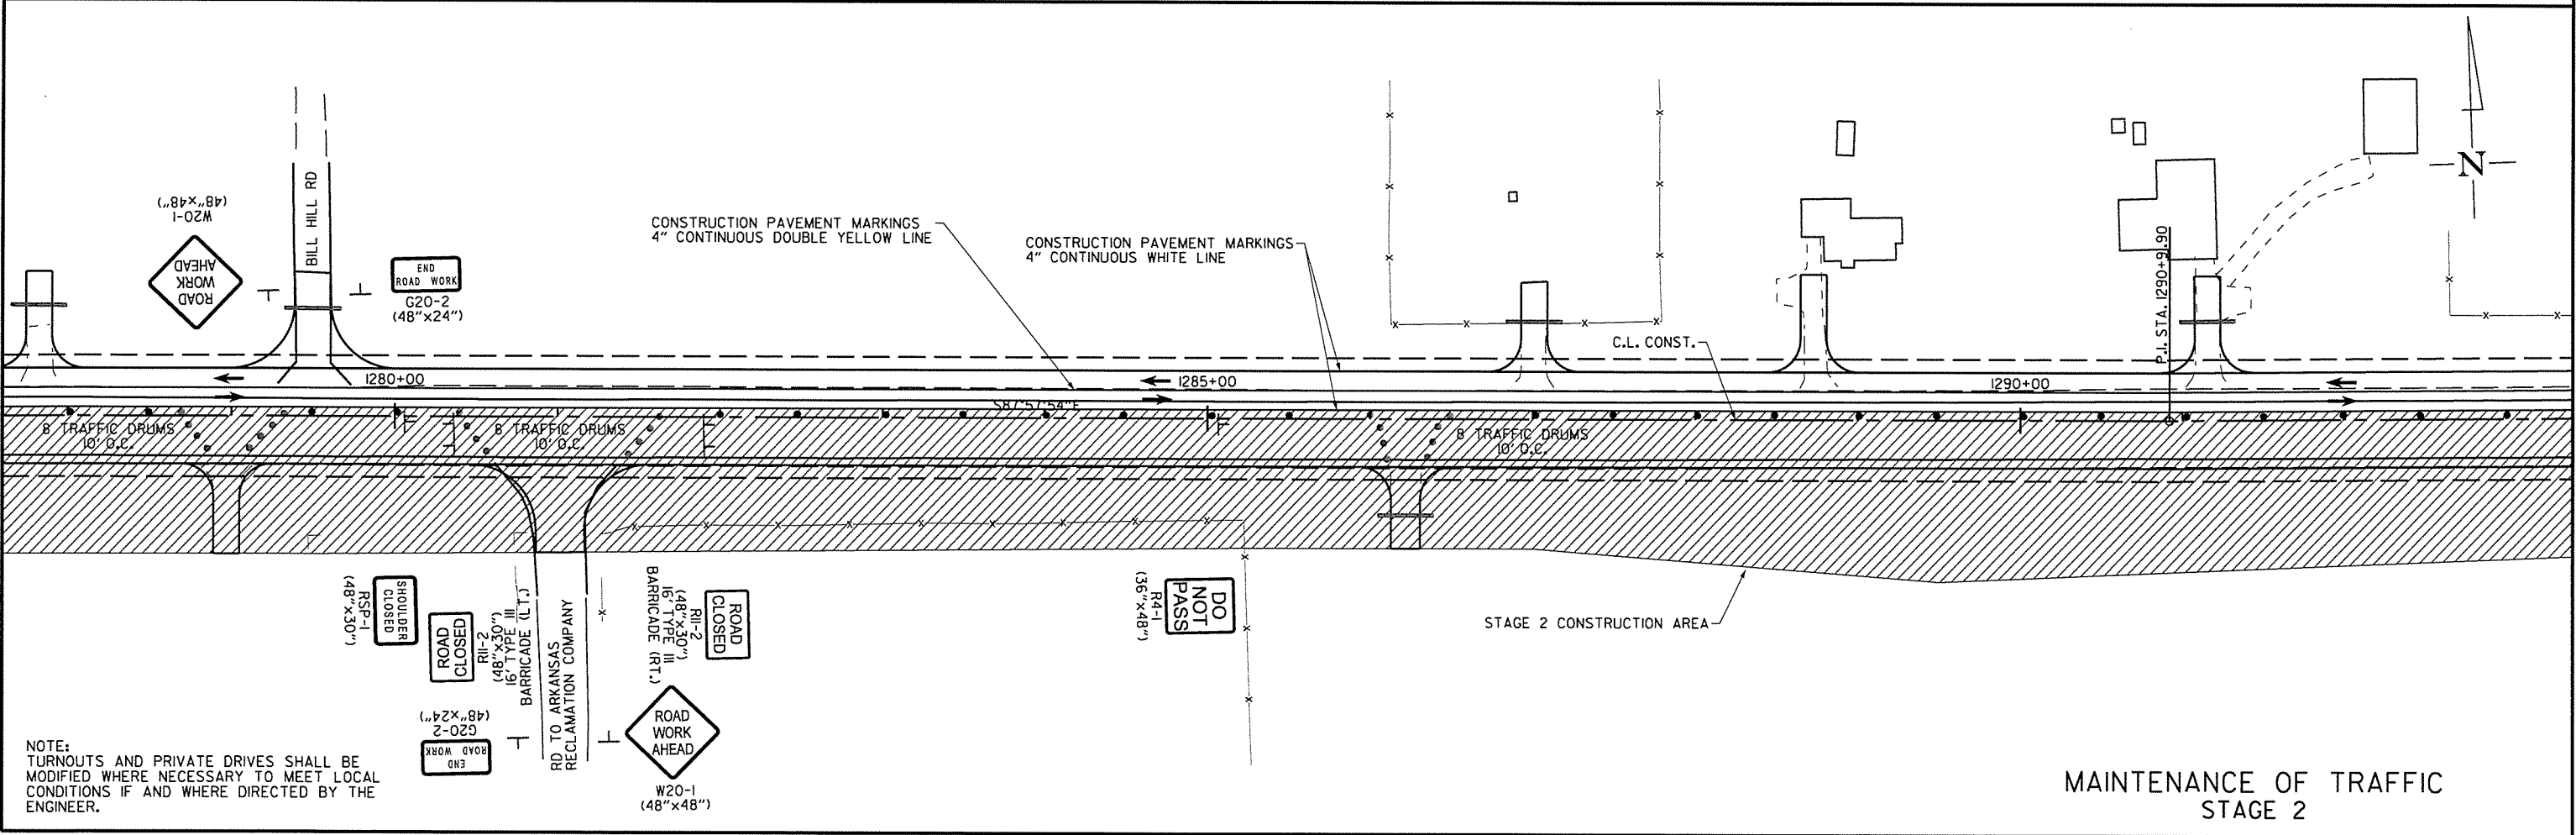 W20-1
(48"x48")
ROAD
WORK
AHEAD
BILL HILL RD
END
ROAD WORK
G20-2
(48"x24")
CONSTRUCTION PAVEMENT MARKINGS
4" CONTINUOUS DOUBLE YELLOW LINE
CONSTRUCTION PAVEMENT MARKINGS
4" CONTINUOUS WHITE LINE
C.L. CONST.
P.I. STA. 1290+91.90
N
1280+00
1285+00
1290+00
S87°57'54"E
8 TRAFFIC DRUMS
10' O.C.
8 TRAFFIC DRUMS
10' O.C.
8 TRAFFIC DRUMS
10' O.C.
SHOULDER
CLOSED
RSP-1
(48"x30")
ROAD
CLOSED
R11-2
(48"x30")
16' TYPE III
BARRICADE (LT.)
END
ROAD WORK
G20-2
(48"x24")
RD TO ARKANSAS
RECLAMATION COMPANY
ROAD
CLOSED
R11-2
(48"x30")
16' TYPE III
BARRICADE (RT.)
ROAD
WORK
AHEAD
W20-1
(48"x48")
DO
NOT
PASS
R4-1
(36"x48")
STAGE 2 CONSTRUCTION AREA
NOTE:
TURNOUTS AND PRIVATE DRIVES SHALL BE
MODIFIED WHERE NECESSARY TO MEET LOCAL
CONDITIONS IF AND WHERE DIRECTED BY THE
ENGINEER.
MAINTENANCE OF TRAFFIC
STAGE 2